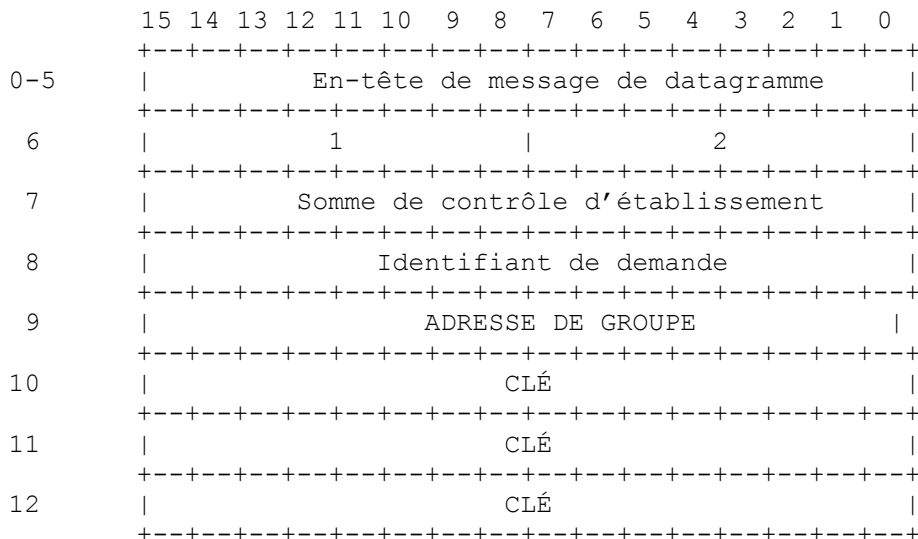 15 14 13 12 11 10 9 8 7 6 5 4 3 2 1 0
+--+--+--+--+--+--+--+--+--+--+--+--+--+--+--+--+
0-5 | En-tête de message de datagramme |
+--+--+--+--+--+--+--+--+--+--+--+--+--+--+--+--+
6 | 1 | 2 |
+--+--+--+--+--+--+--+--+--+--+--+--+--+--+--+--+
7 | Somme de contrôle d’établissement |
+--+--+--+--+--+--+--+--+--+--+--+--+--+--+--+--+
8 | Identifiant de demande |
+--+--+--+--+--+--+--+--+--+--+--+--+--+--+--+--+
9 | ADRESSE DE GROUPE |
+--+--+--+--+--+--+--+--+--+--+--+--+--+--+--+--+
10 | CLÉ |
+--+--+--+--+--+--+--+--+--+--+--+--+--+--+--+--+
11 | CLÉ |
+--+--+--+--+--+--+--+--+--+--+--+--+--+--+--+--+
12 | CLÉ |
+--+--+--+--+--+--+--+--+--+--+--+--+--+--+--+--+